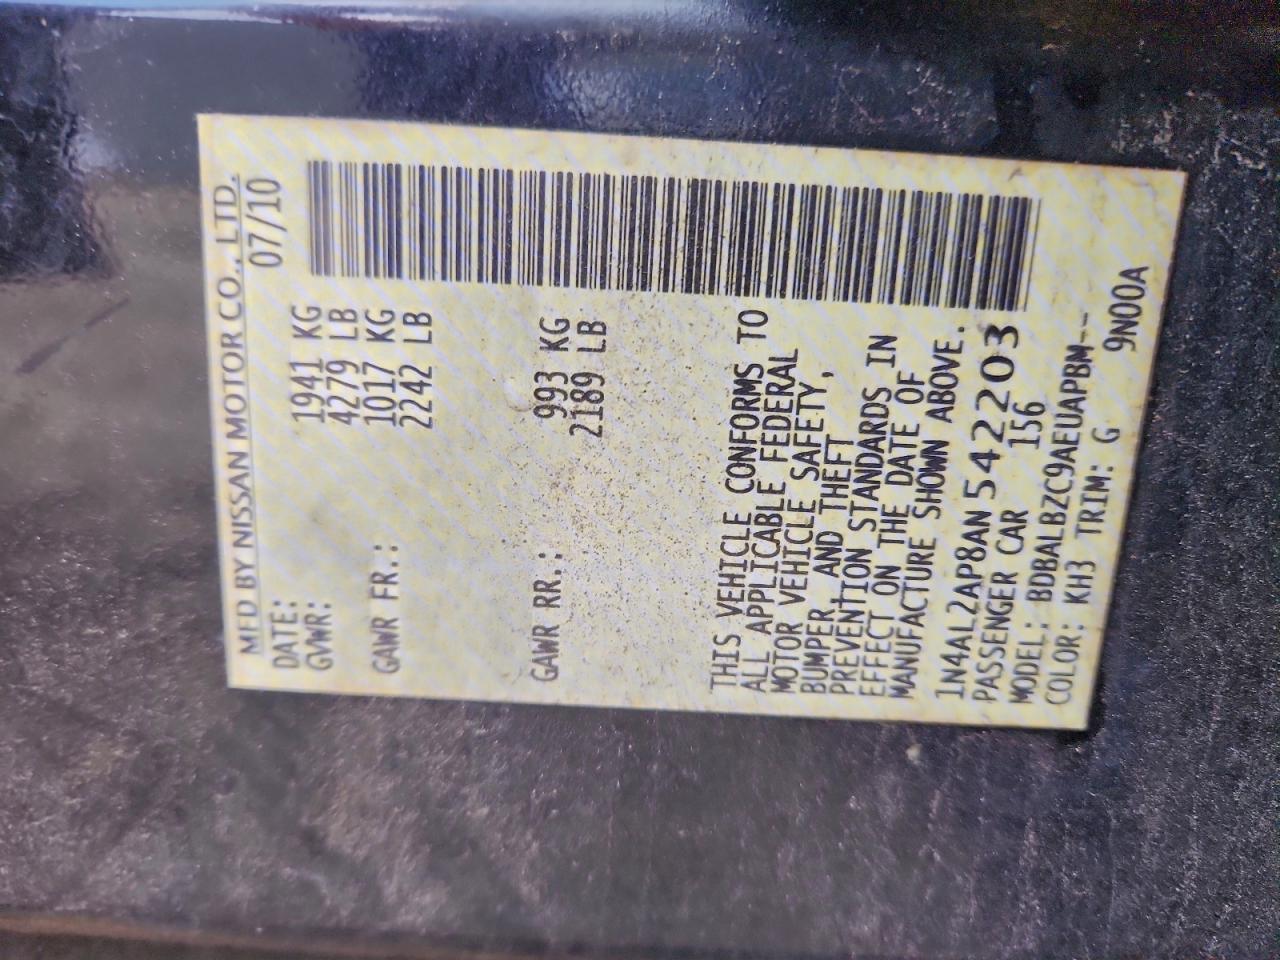 MFD BY NISSAN MOTOR CO., LTD.
DATE: 07/10
GVWR: 1941 KG
4279 LB
GAWR FR.: 1017 KG
2242 LB
GAWR RR.: 993 KG
2189 LB
THIS VEHICLE CONFORMS TO
ALL APPLICABLE FEDERAL
MOTOR VEHICLE SAFETY,
BUMPER, AND THEFT
PREVENTION STANDARDS IN
EFFECT ON THE DATE OF
MANUFACTURE SHOWN ABOVE.
1N4AL2AP8AN542203
PASSENGER CAR 156
MODEL: BDBALBZC9AEUAPBM--
COLOR: KH3 TRIM: G 9N00A